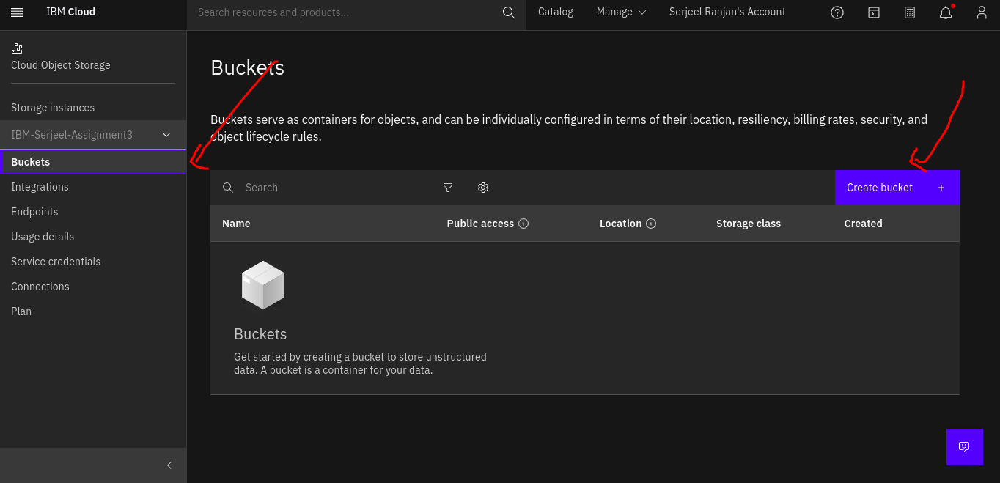 IBM Cloud
Search resources and products...
Catalog
Manage
Serjeel Ranjan's Account
Cloud Object Storage
Storage instances
IBM-Serjeel-Assignment3
Buckets
Integrations
Endpoints
Usage details
Service credentials
Connections
Plan
Buckets
Buckets serve as containers for objects, and can be individually configured in terms of their location, resiliency, billing rates, security, and
object lifecycle rules.
Search
Create bucket +
Name
Public access
Location
Storage class
Created
Buckets
Get started by creating a bucket to store unstructured
data. A bucket is a container for your data.